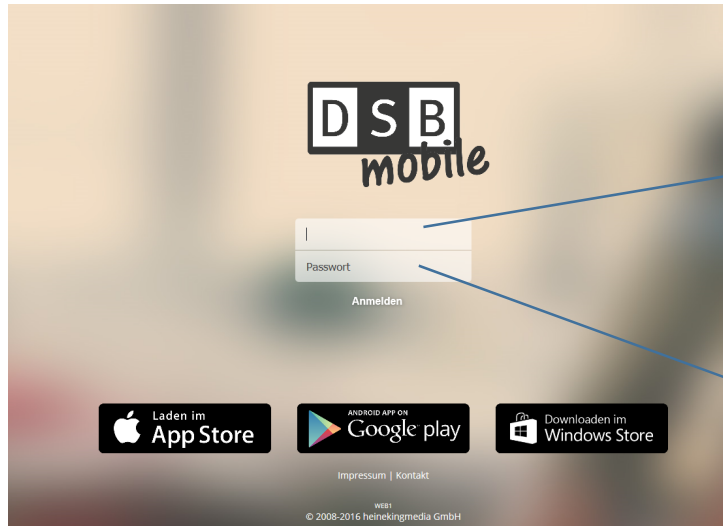 DSB
mobile
Passwort
Anmelden
Laden im
App Store
ANDROID APP ON
Google play
Downloaden im
Windows Store
Impressum | Kontakt
WEB1
© 2008-2016 heinekingmedia GmbH